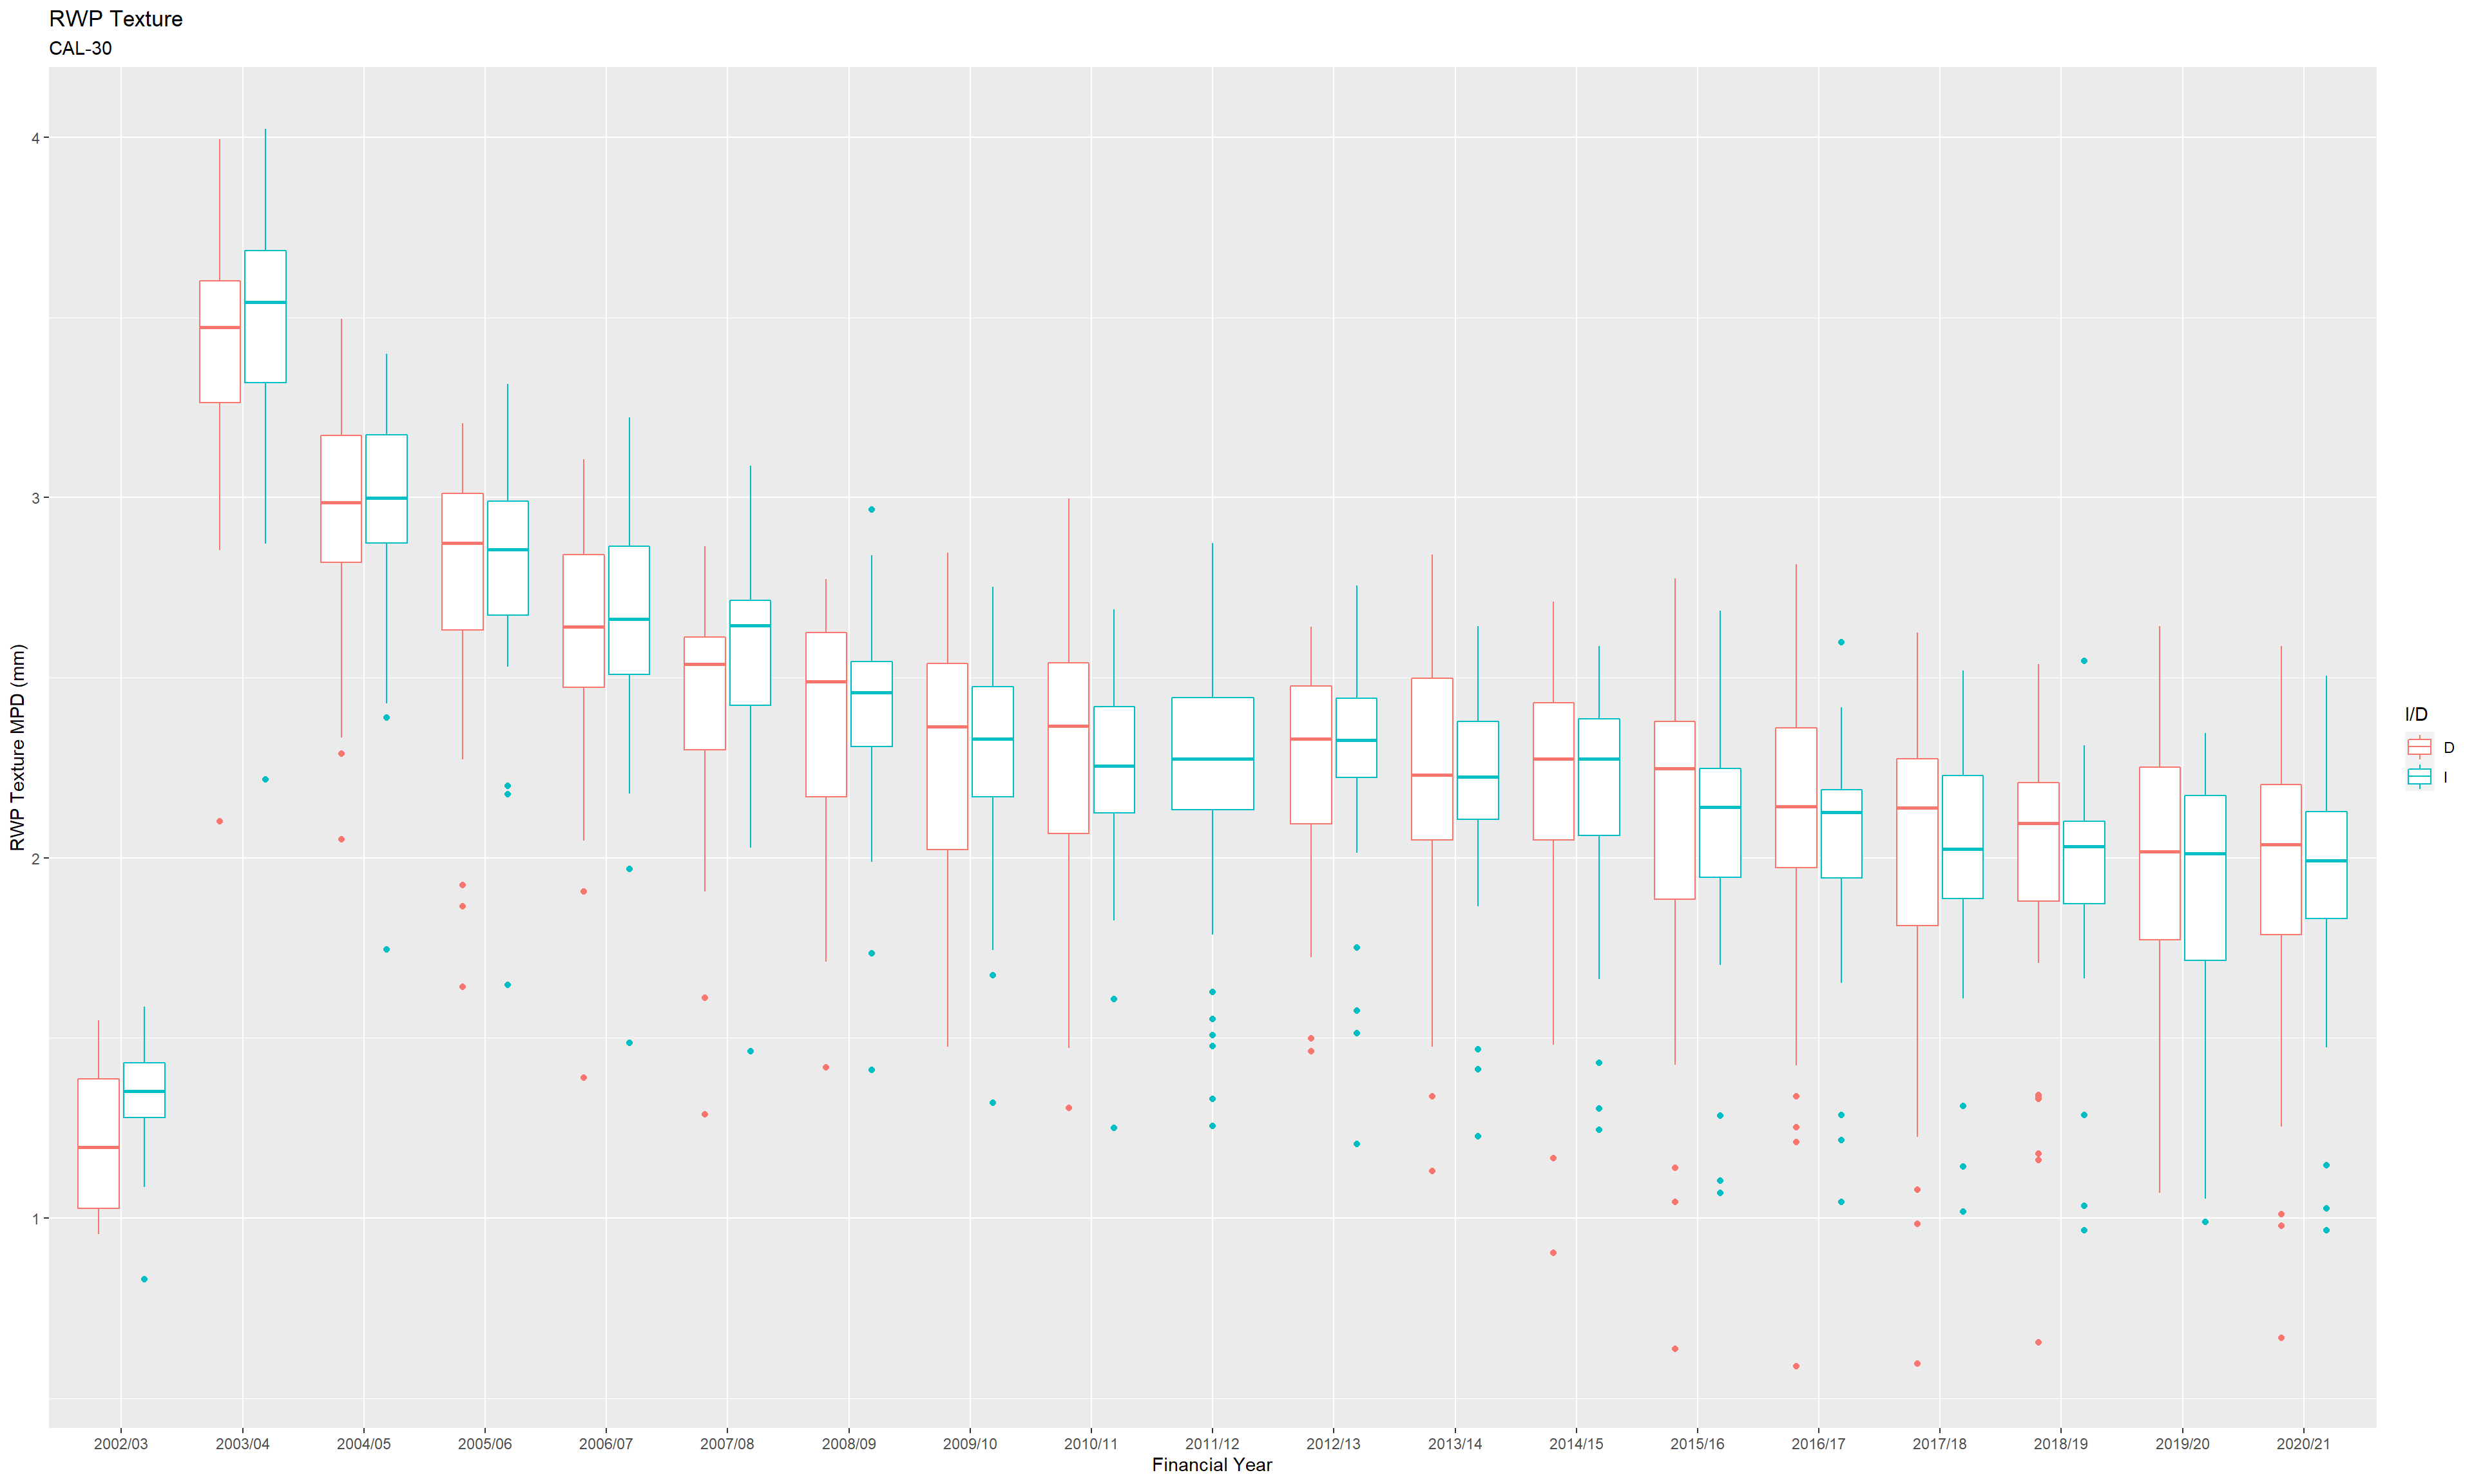 RWP Texture
CAL-30
RWP Texture MPD (mm)
4
3
2
1
2002/03 2003/04 2004/05 2005/06 2006/07 2007/08 2008/09 2009/10 2010/11 2011/12 2012/13 2013/14 2014/15 2015/16 2016/17 2017/18 2018/19 2019/20 2020/21
Financial Year
I/D
D
I